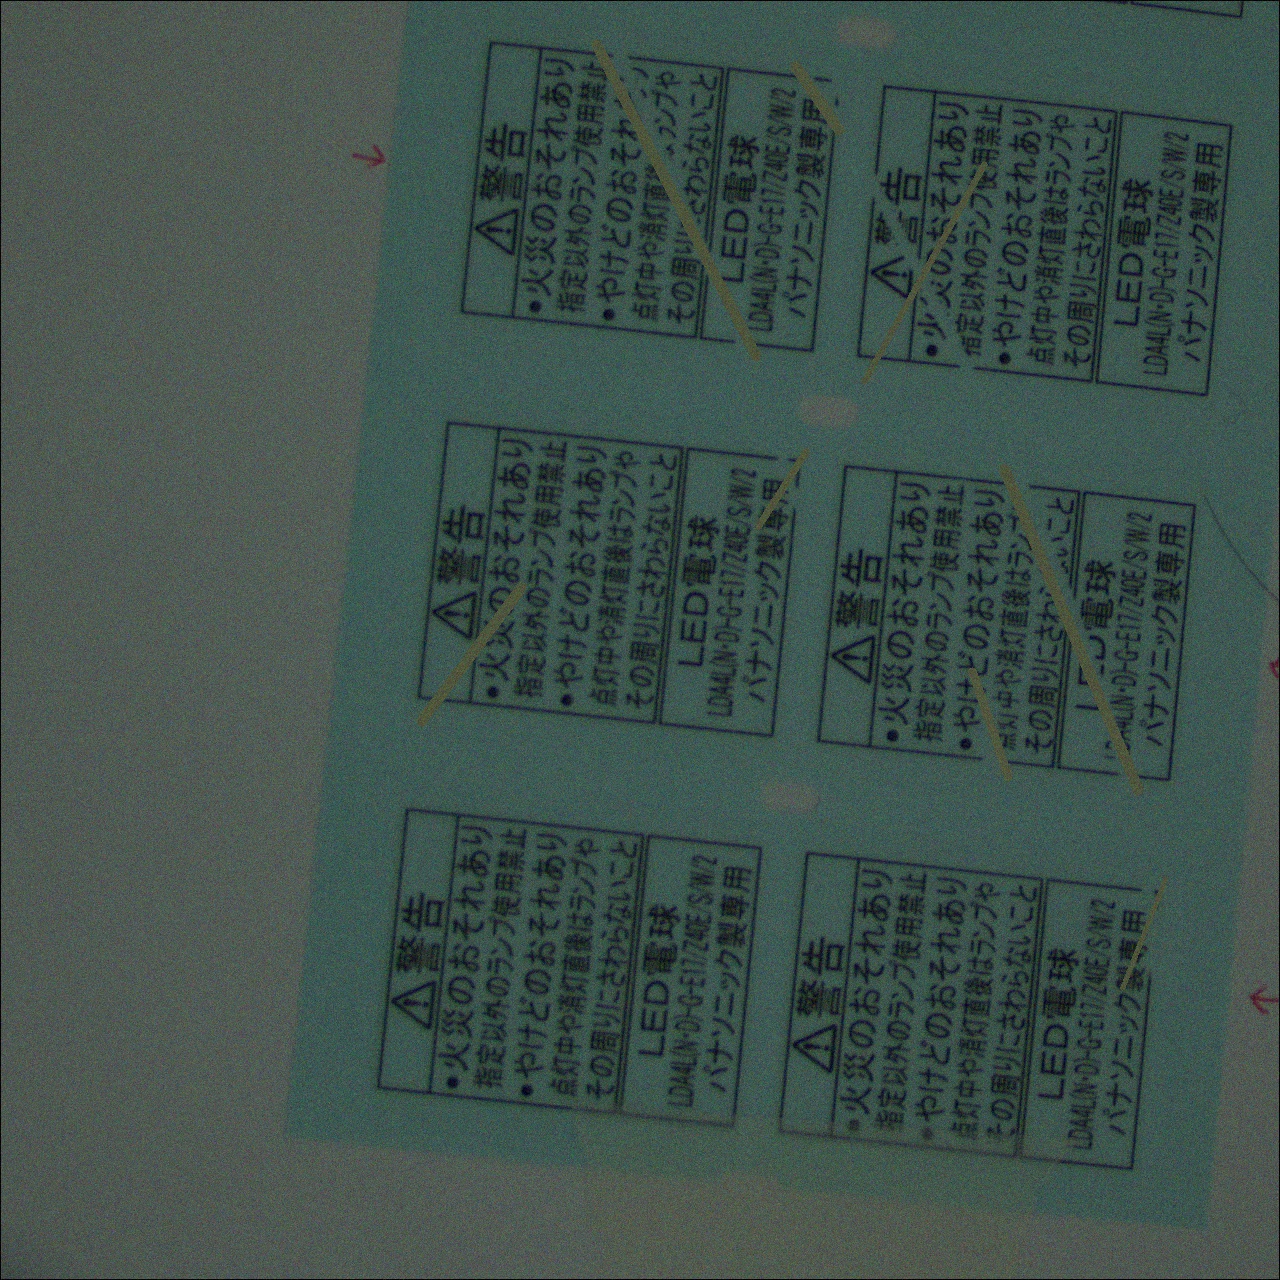 ⚠警告
●火災のおそれあり
指定以外のランプ使用禁止
●やけどのおそれあり
点灯中や消灯直後はランプや
その周りにさわらないこと
LED電球
LDA4L(N・D)-G-E17/Z40E/S/W/2
パナソニック製専用
⚠警告
●火災のおそれあり
指定以外のランプ使用禁止
●やけどのおそれあり
点灯中や消灯直後はランプや
その周りにさわらないこと
LED電球
LDA4L(N・D)-G-E17/Z40E/S/W/2
パナソニック製専用
⚠警告
●火災のおそれあり
指定以外のランプ使用禁止
●やけどのおそれ
点灯中や消灯直後ランプや
その周りにさわらないこと
LED電球
LDA4L(N・D)-G-E17/Z40E/S/W/2
パナソニック製専用
⚠警告
●火災のおそれあり
指定以外のランプ使用禁止
●やけどのおそれあり
点灯中や消灯直後はランプや
その周りにさわらないこと
LED電球
LDA4L(N・D)-G-E17/Z40E/S/W/2
パナソニック製専用
⚠警告
●火災のおそれあり
指定以外のランプ使用禁止
●やけどのおそれあり
点灯中や消灯直後はランプ
その周りにさわないこと
LED電球
LDA4L(N・D)-G-E17/Z40E/S/W/2
パナソニック製専用
⚠告
●災のおそれあり
指定以外のランプ使用禁止
●やけどのおそれあり
点灯中や消灯直後はランプや
その周りにさわらないこと
LED電球
LDA4L(N・D)-G-E17/Z40E/S/W/2
パナソニック製専用